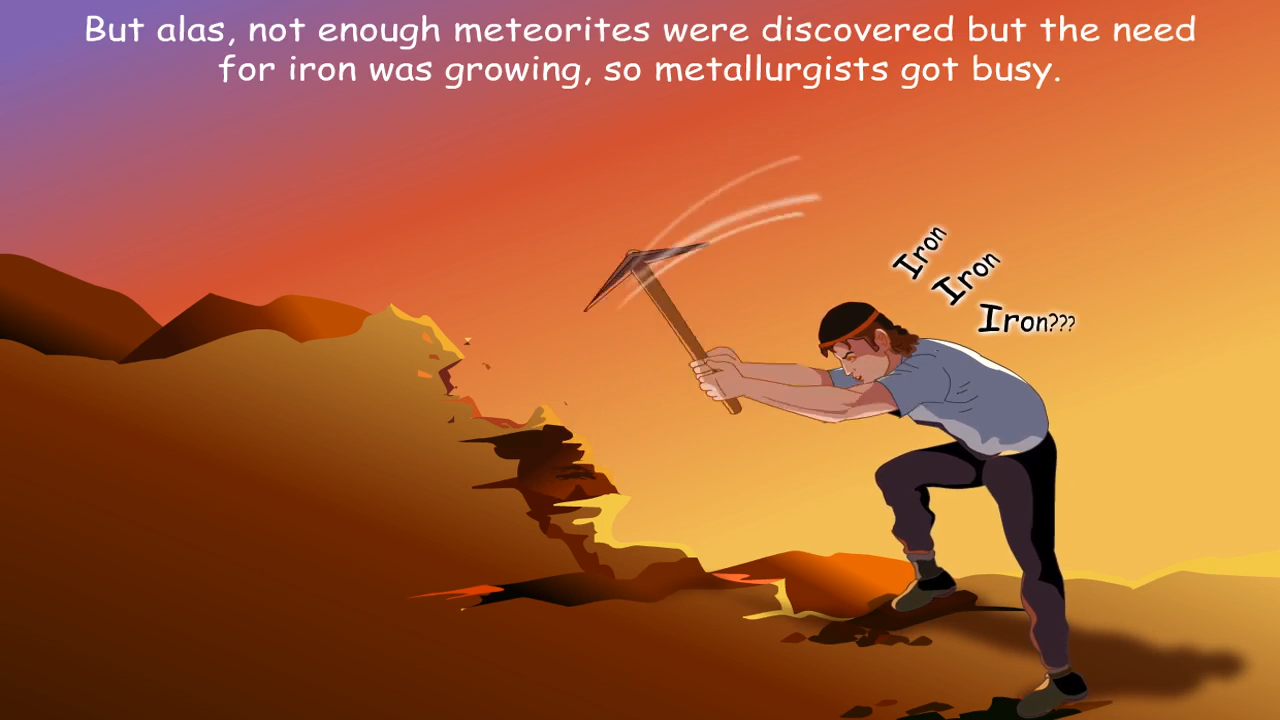 But alas, not enough meteorites were discovered but the need
for iron was growing, so metallurgists got busy.
Iron
Iron
Iron???